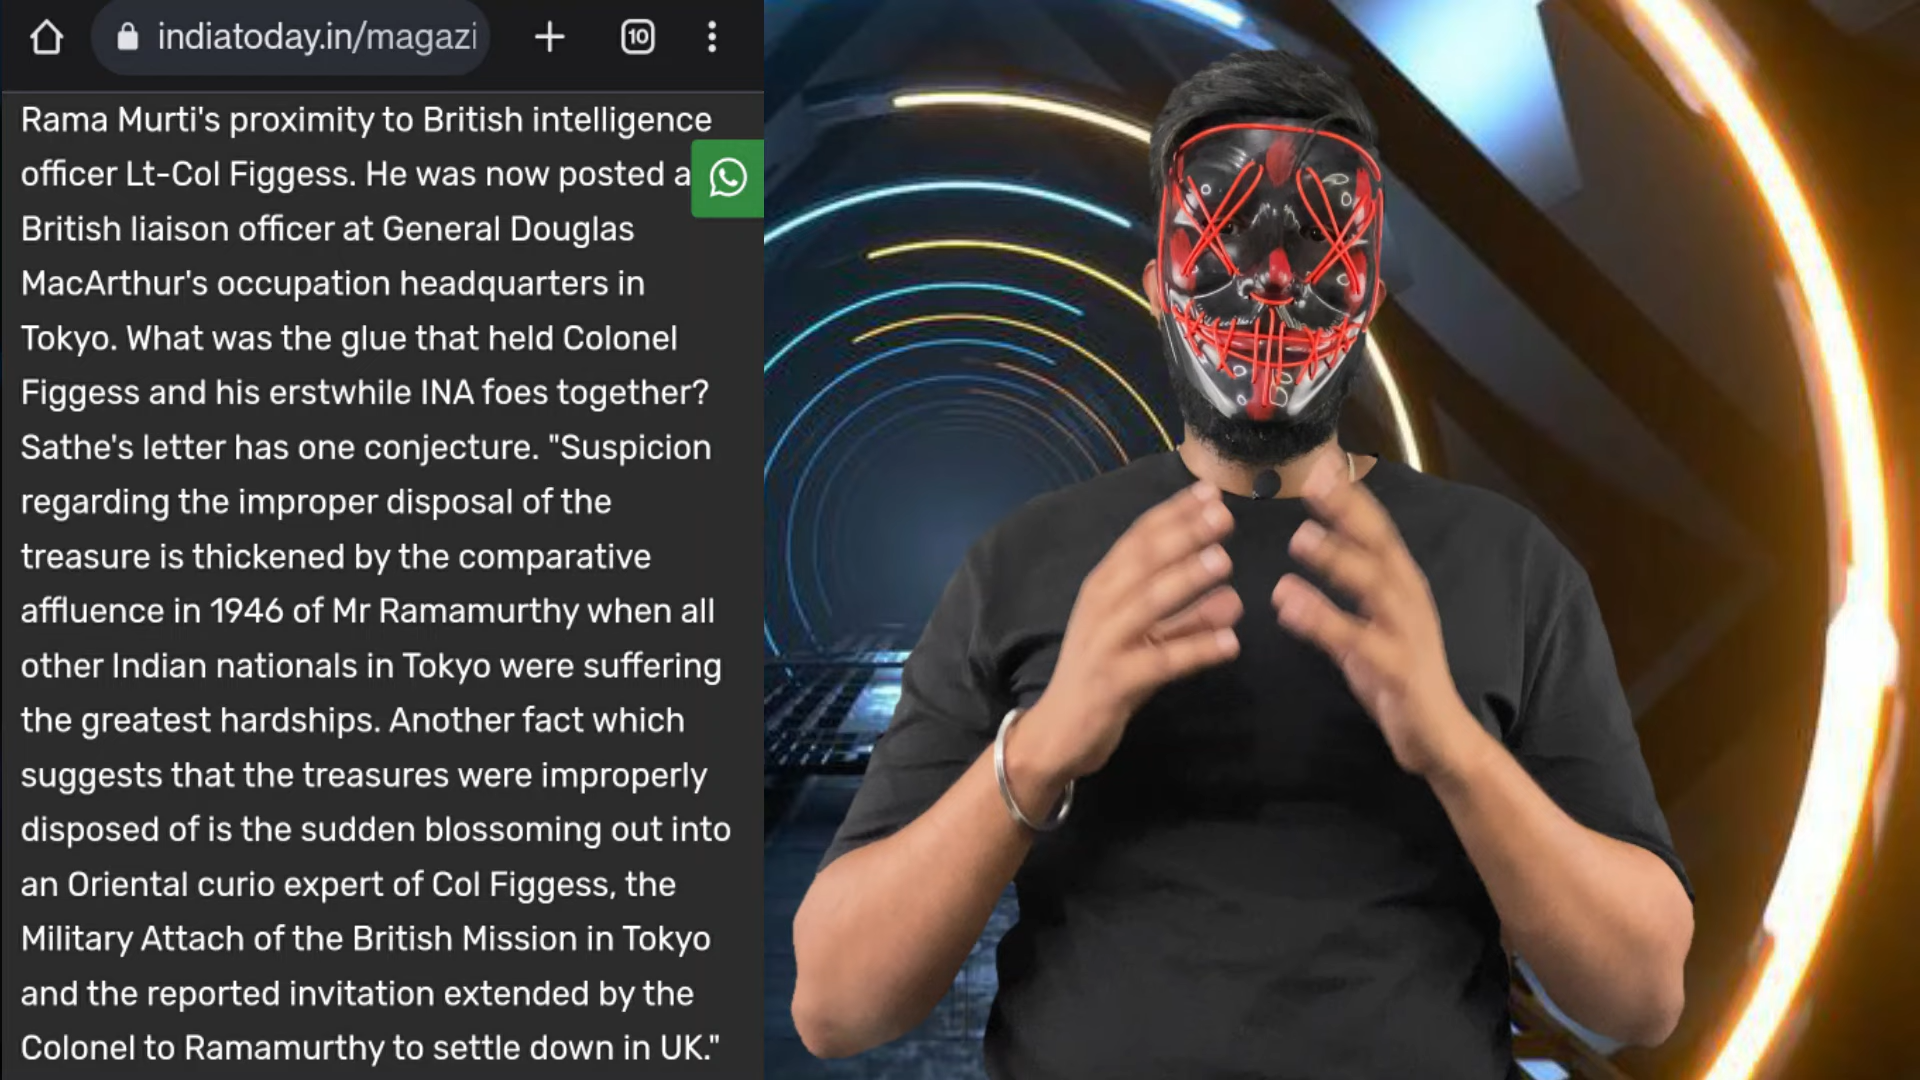 indiatoday.in/magazi
10
Rama Murti's proximity to British intelligence
officer Lt-Col Figgess. He was now posted a
British liaison officer at General Douglas
MacArthur's occupation headquarters in
Tokyo. What was the glue that held Colonel
Figgess and his erstwhile INA foes together?
Sathe's letter has one conjecture. "Suspicion
regarding the improper disposal of the
treasure is thickened by the comparative
affluence in 1946 of Mr Ramamurthy when all
other Indian nationals in Tokyo were suffering
the greatest hardships. Another fact which
suggests that the treasures were improperly
disposed of is the sudden blossoming out into
an Oriental curio expert of Col Figgess, the
Military Attach of the British Mission in Tokyo
and the reported invitation extended by the
Colonel to Ramamurthy to settle down in UK."